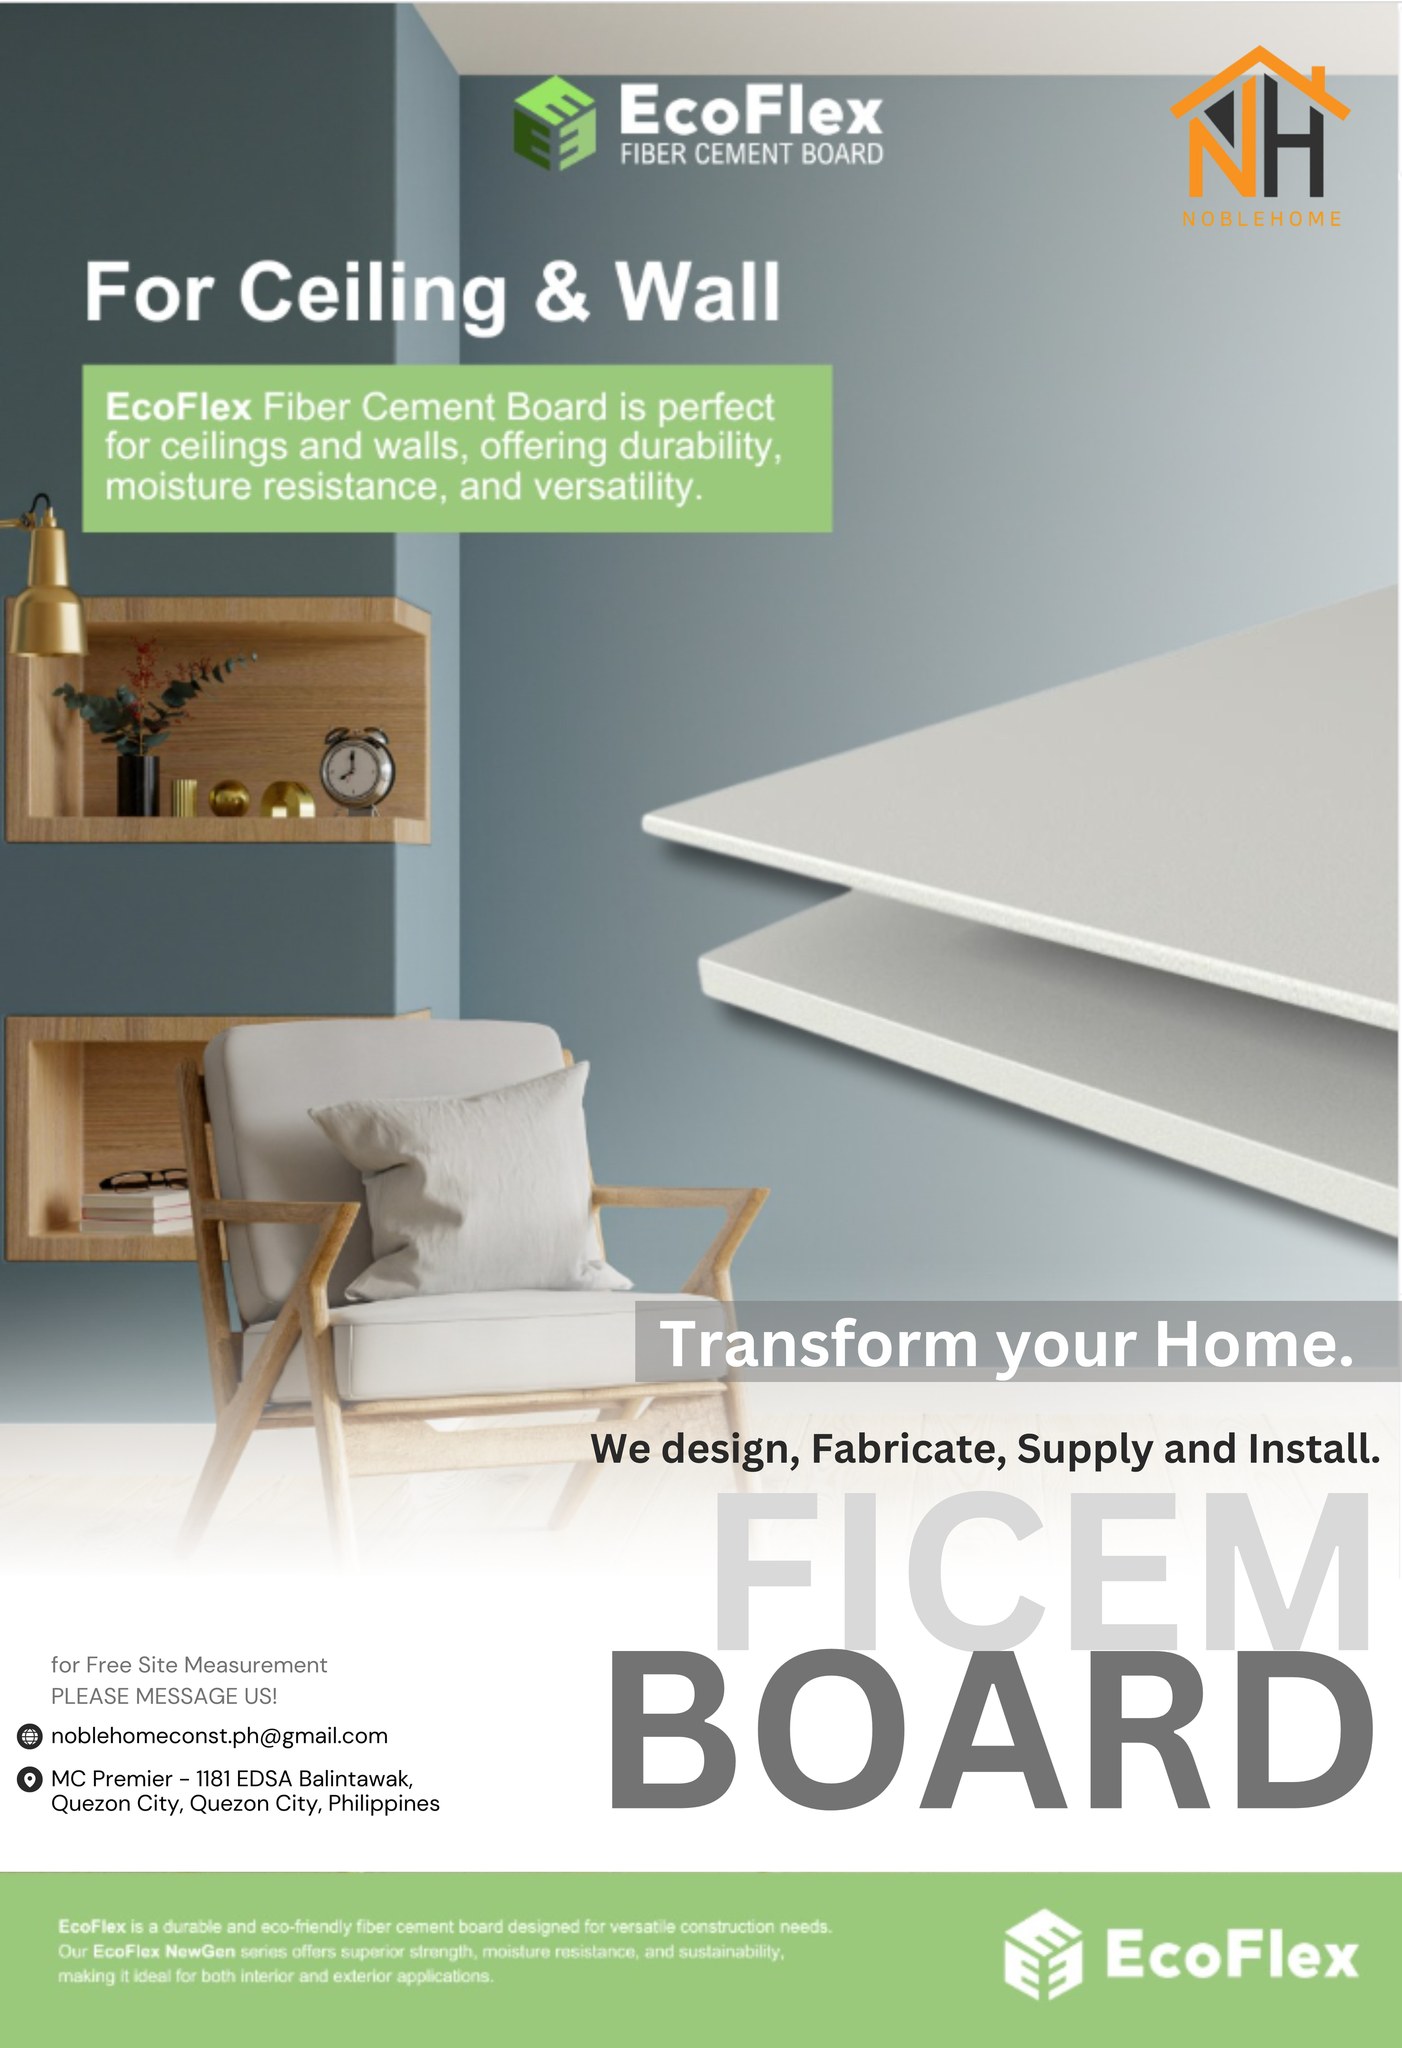 EcoFlex
FIBER CEMENT BOARD
NH
NOBLEHOME
For Ceiling & Wall
EcoFlex Fiber Cement Board is perfect
for ceilings and walls, offering durability,
moisture resistance, and versatility.
Transform your Home.
We design, Fabricate, Supply and Install.
FICEM
BOARD
for Free Site Measurement
PLEASE MESSAGE US!
noblehomeconst.ph@gmail.com
MC Premier - 1181 EDSA Balintawak,
Quezon City, Quezon City, Philippines
EcoFlex is a durable and eco-friendly fiber cement board designed for versatile construction needs.
Our EcoFlex NewGen series offers superior strength, moisture resistance, and sustainability,
making it ideal for both interior and exterior applications.
EcoFlex